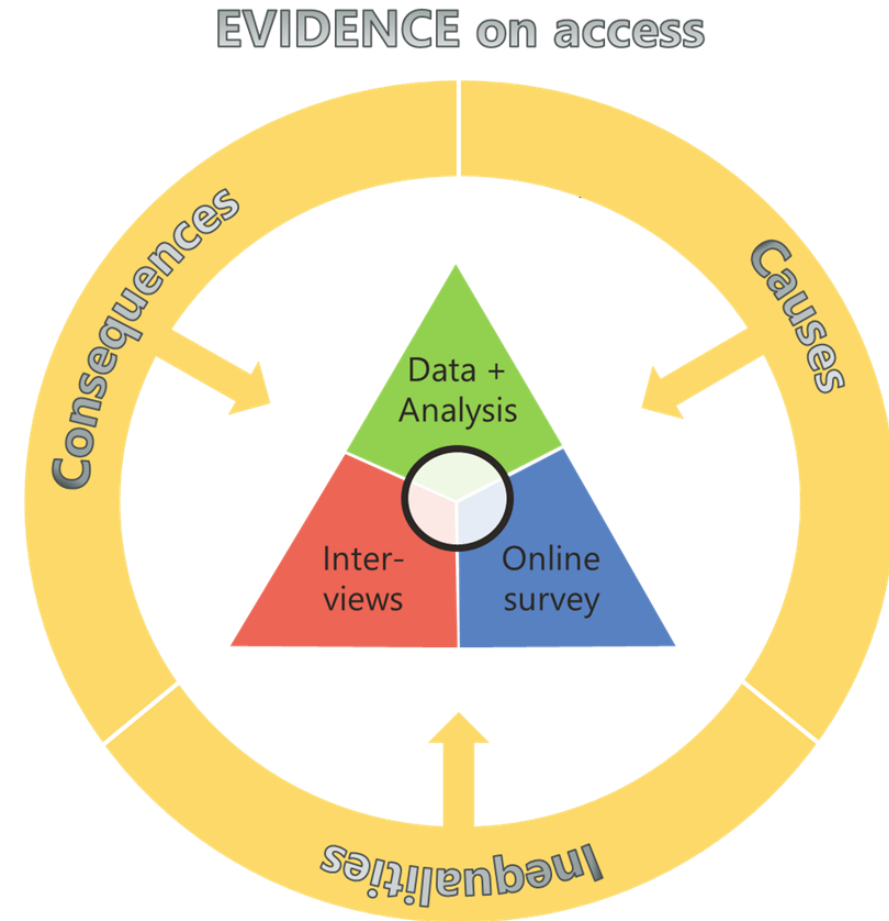 EVIDENCE on access
Consequences
Causes
Data +
Analysis
Inter-
views
Online
survey
Inequalities